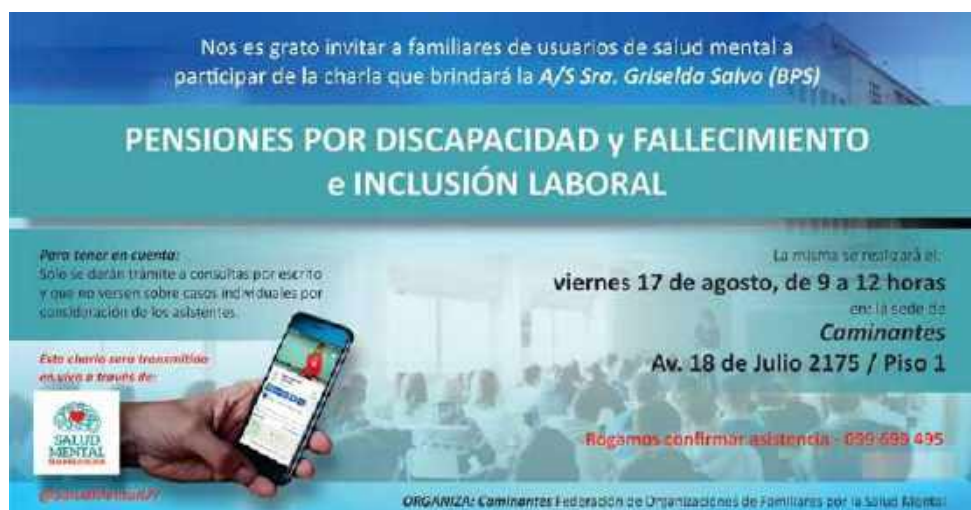 Nos es grato invitar a familiares de usuarios de salud mental a
participar de la charla que brindará la A/S Sra. Griselda Salvo (BPS)
PENSIONES POR DISCAPACIDAD y FALLECIMIENTO
e INCLUSIÓN LABORAL
Para tener en cuenta:
Solo se darán trámite a consultas por escrito
y que no versen sobre casos individuales por
consideración de los asistentes.
Esta charla sera transmitida
en vivo a través de:
SALUD
MENTAL
La misma se realizará el:
viernes 17 de agosto, de 9 a 12 horas
en: la sede de
Caminantes
Av. 18 de Julio 2175 / Piso 1
Rogamos confirmar asistencia - 099 699 495
ORGANIZA: Caminantes Federación de Organizaciones de Familiares por la Salud Mental